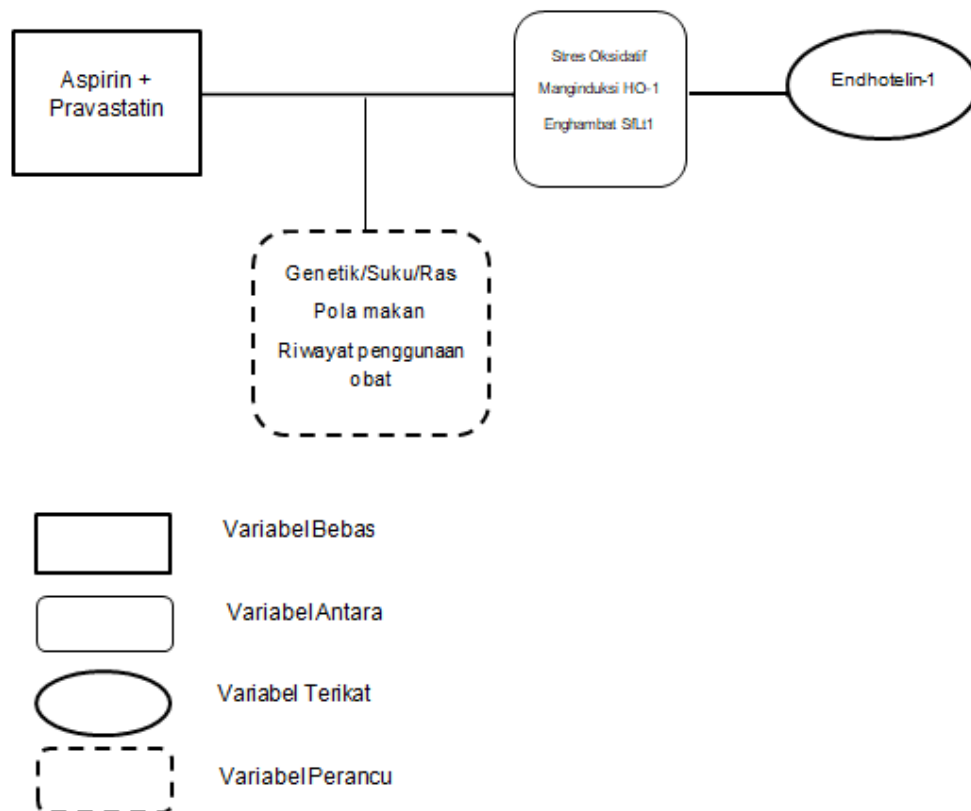 Aspirin +
Pravastatin
Stres Oksidatif
Manginduksi HO-1
Enghambat SfLt1
Endhotelin-1
Genetik/Suku/Ras
Pola makan
Riwayat penggunaan
obat
Variabel Bebas
Variabel Antara
Variabel Terikat
Variabel Perancu